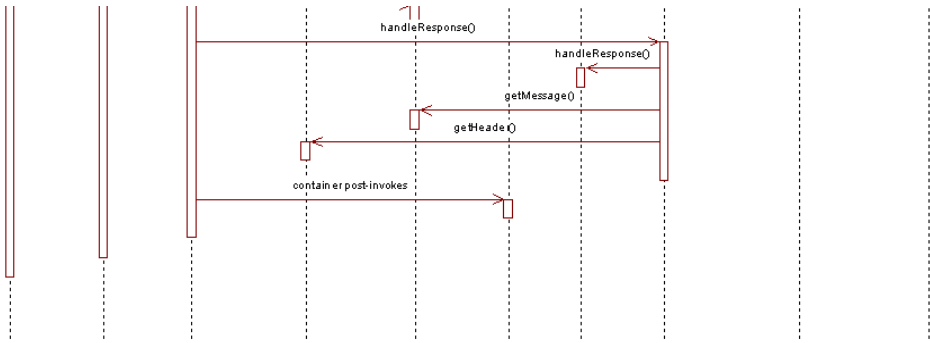 handleResponse()
handleResponse()
getMessage()
getHeader()
container post-invokes